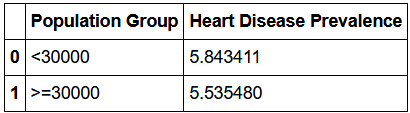 Population Group Heart Disease Prevalence
0 <30000 5.843411
1 >=30000 5.535480